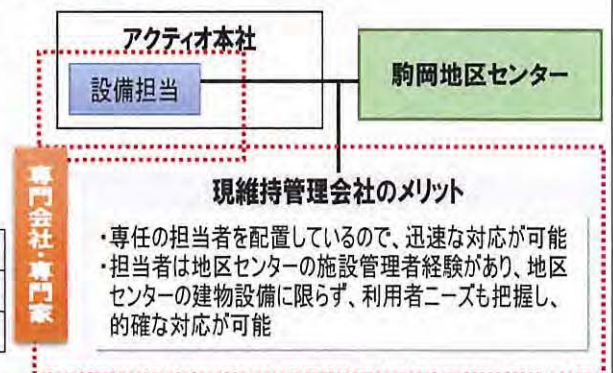 アクティオ本社
設備担当
駒岡地区センター
専門会社・専門家
現維持管理会社のメリット
・専任の担当者を配置しているので、迅速な対応が可能
・担当者は地区センターの施設管理者経験があり、地区
センターの建物設備に限らず、利用者ニーズも把握し、
的確な対応が可能